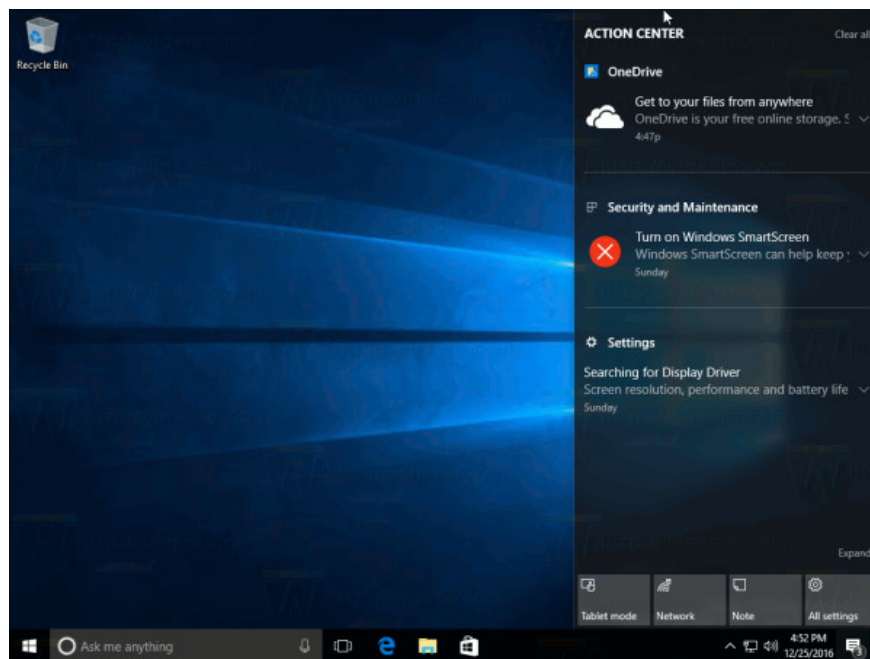 Recycle Bin
ACTION CENTER
Clear all
OneDrive
Get to your files from anywhere
OneDrive is your free online storage. S
4:47p
Security and Maintenance
Turn on Windows SmartScreen
Windows SmartScreen can help keep
Sunday
Settings
Searching for Display Driver
Screen resolution, performance and battery life
Sunday
Expand
Tablet mode
Network
Note
All settings
Ask me anything
4:52 PM
12/25/2016
3